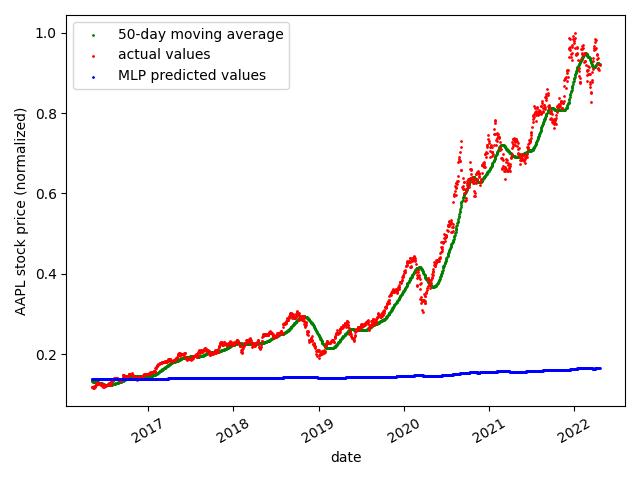 50-day moving average
actual values
MLP predicted values
AAPL stock price (normalized)
1.0
0.8
0.6
0.4
0.2
2017
2018
2019
2020
2021
2022
date